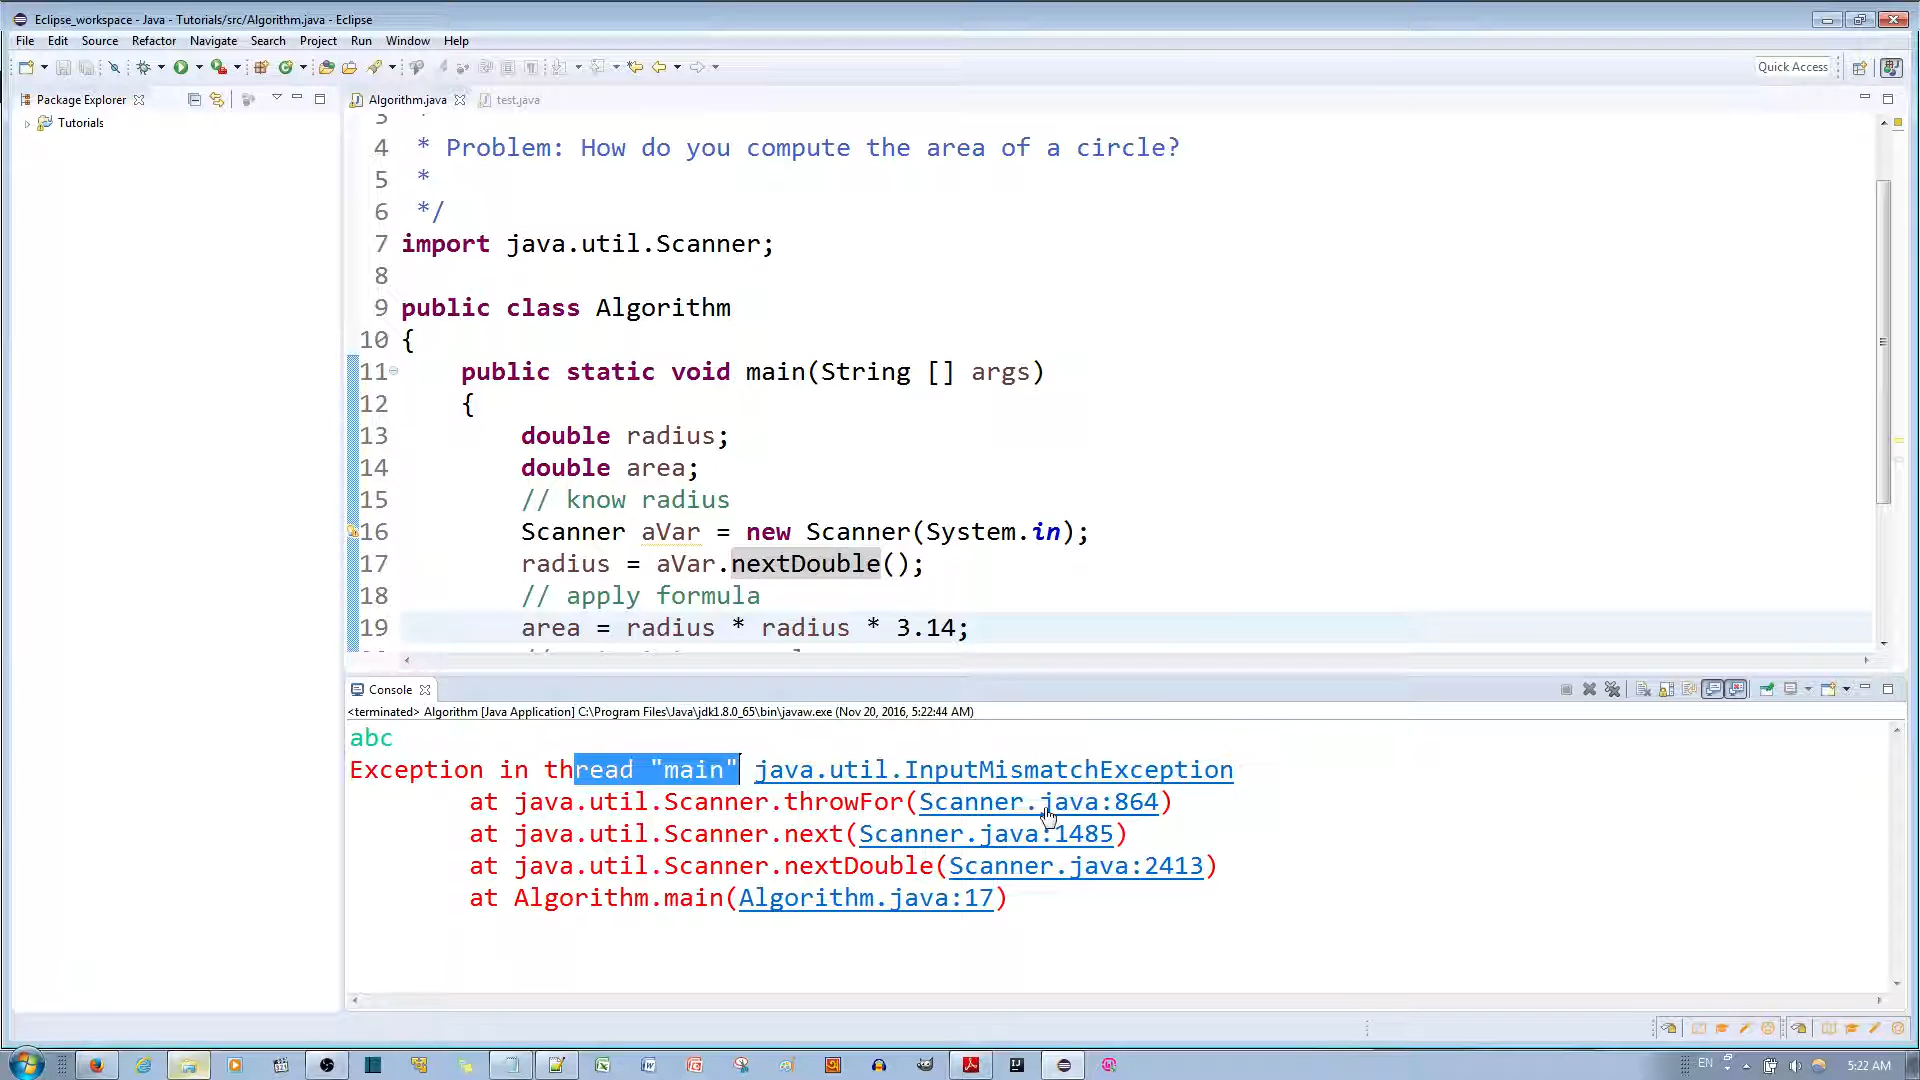 Eclipse_workspace - Java - Tutorials/src/Algorithm.java - Eclipse
File Edit Source Refactor Navigate Search Project Run Window Help
Quick Access
Package Explorer
Algorithm.java test.java
Tutorials
3 *
4 * Problem: How do you compute the area of a circle?
5 *
6 */
7 import java.util.Scanner;
8
9 public class Algorithm
10 {
11 public static void main(String [] args)
12 {
13 double radius;
14 double area;
15 // know radius
16 Scanner aVar = new Scanner(System.in);
17 radius = aVar.nextDouble();
18 // apply formula
19 area = radius * radius * 3.14;
Console
<terminated> Algorithm [Java Application] C:\Program Files\Java\jdk1.8.0_65\bin\javaw.exe (Nov 20, 2016, 5:22:44 AM)
abc
Exception in thread "main" java.util.InputMismatchException
at java.util.Scanner.throwFor(Scanner.java:864)
at java.util.Scanner.next(Scanner.java:1485)
at java.util.Scanner.nextDouble(Scanner.java:2413)
at Algorithm.main(Algorithm.java:17)
EN
5:22 AM